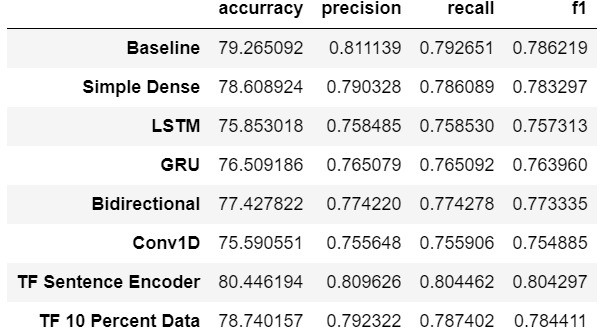 accurracy precision recall f1
Baseline 79.265092 0.811139 0.792651 0.786219
Simple Dense 78.608924 0.790328 0.786089 0.783297
LSTM 75.853018 0.758485 0.758530 0.757313
GRU 76.509186 0.765079 0.765092 0.763960
Bidirectional 77.427822 0.774220 0.774278 0.773335
Conv1D 75.590551 0.755648 0.755906 0.754885
TF Sentence Encoder 80.446194 0.809626 0.804462 0.804297
TF 10 Percent Data 78.740157 0.792322 0.787402 0.784411